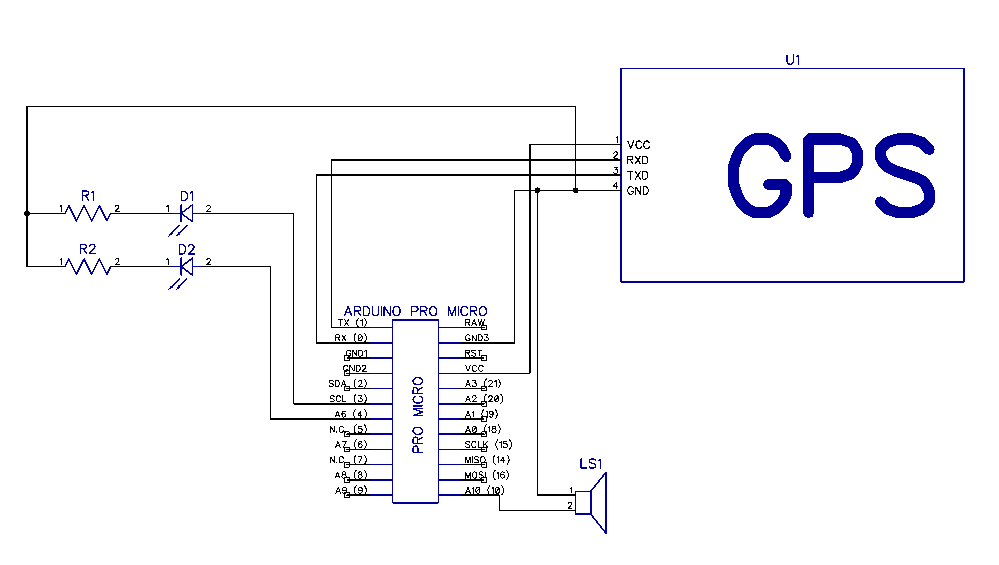 U1
1 VCC
2 RXD
3 TXD
4 GND
GPS
R1
1 2
D1
1 2
R2
1 2
D2
1 2
ARDUINO PRO MICRO
TX (1)
RX (0)
GND1
GND2
SDA (2)
SCL (3)
A6 (4)
N.C. (5)
A7 (6)
N.C. (7)
A8 (8)
A9 (9)
PRO MICRO
RAW
GND3
RST
VCC
A3 (21)
A2 (20)
A1 (19)
A0 (18)
SCLK (15)
MISO (14)
MOSI (16)
A10 (10)
LS1
1
2